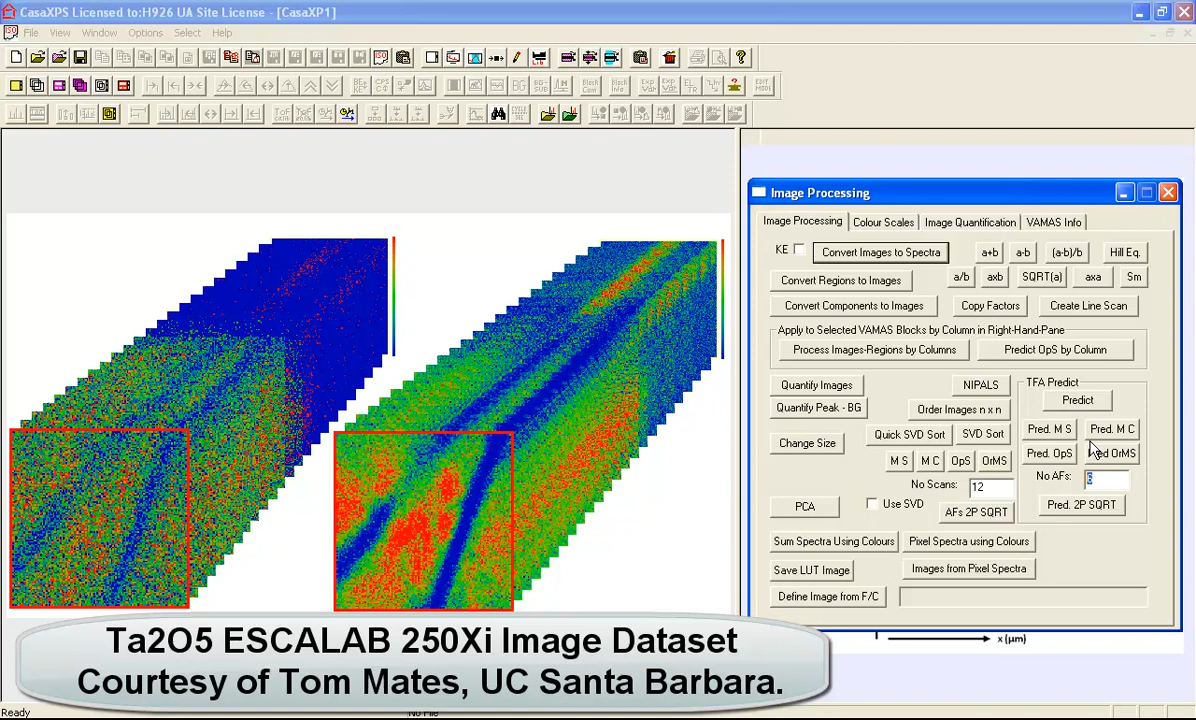 CasaXPS Licensed to:H926 UA Site License - [CasaXP1]
File View Window Options Select Help
Image Processing
Image Processing Colour Scales Image Quantification VAMAS Info
KE Convert Images to Spectra a+b a-b (a-b)/b Hill Eq.
Convert Regions to Images a/b axb SQRT(a) axa Sm
Convert Components to Images Copy Factors Create Line Scan
Apply to Selected VAMAS Blocks by Column in Right-Hand-Pane
Process Images-Regions by Columns Predict OpS by Column
Quantify Images NIPALS TFA Predict
Predict
Quantify Peak - BG Order Images n x n
Change Size Quick SVD Sort SVD Sort Pred. M S Pred. M C
M S M C OpS OrMS Pred. OpS OrMS
No Scans: 12 No AFs: 6
PCA Use SVD AFs 2P SQRT Pred. 2P SQRT
Sum Spectra Using Colours Pixel Spectra using Colours
Save LUT Image Images from Pixel Spectra
Define Image from F/C
x (µm)
Ta2O5 ESCALAB 250Xi Image Dataset
Courtesy of Tom Mates, UC Santa Barbara.
Ready No File